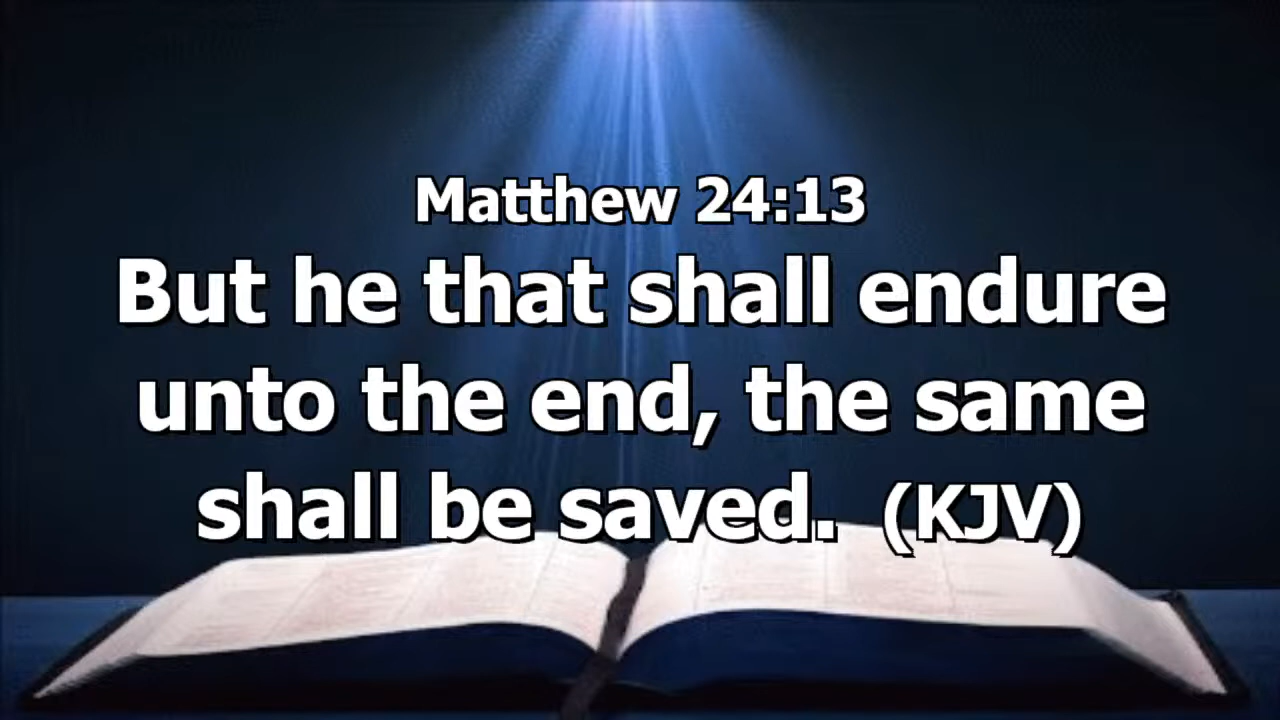 Matthew 24:13
But he that shall endure
unto the end, the same
shall be saved. (KJV)